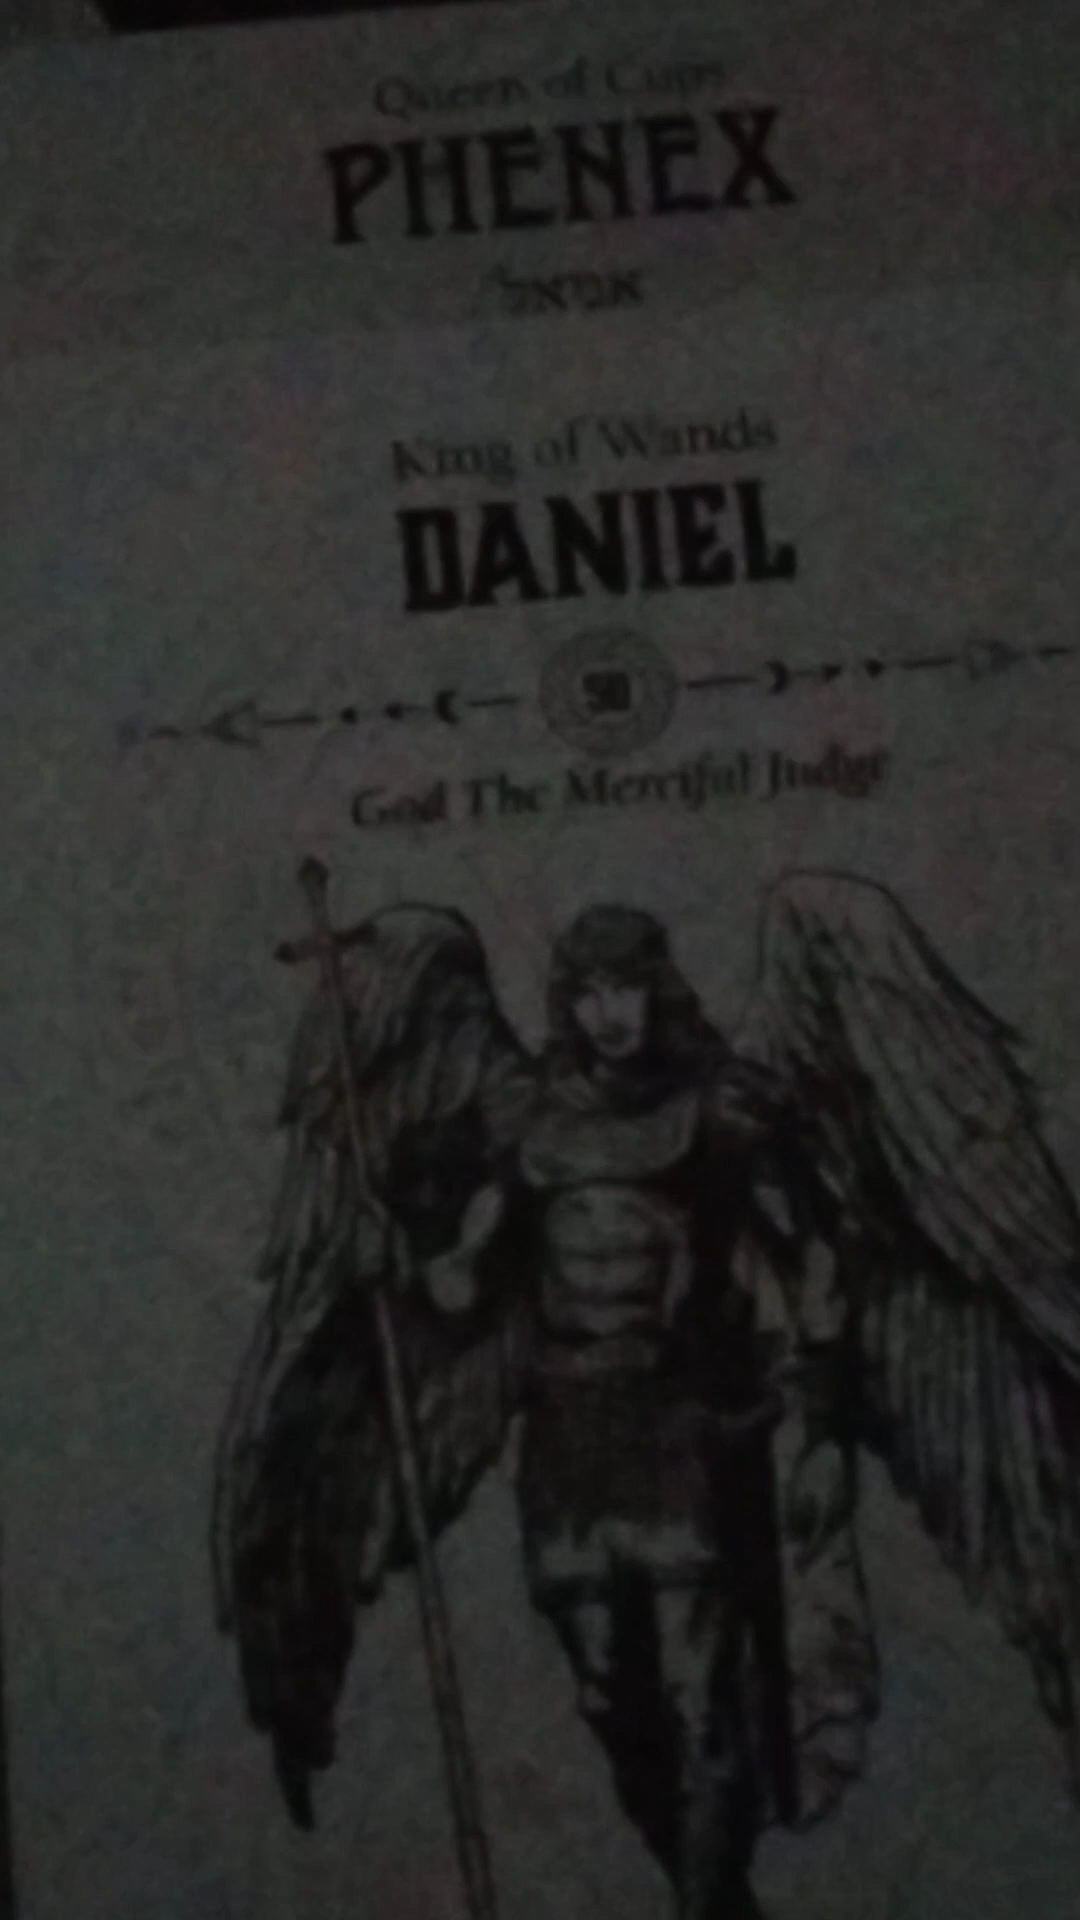 Queen of Cups
PHENEX
King of Wands
DANIEL
50
God The Merciful Judge